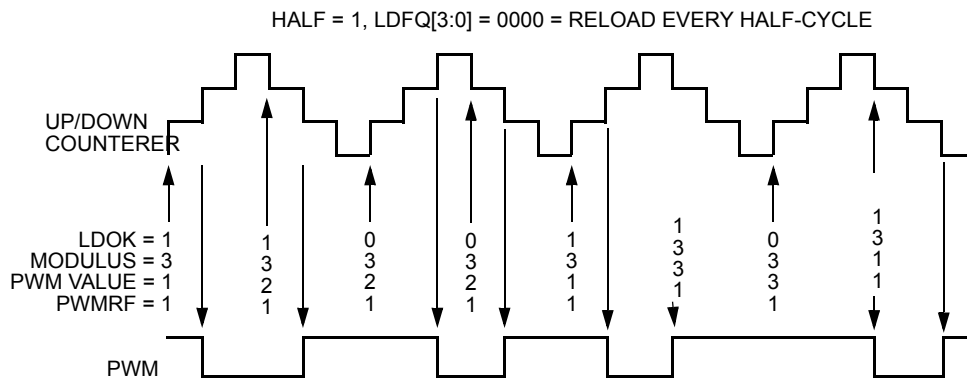 HALF = 1, LDFQ[3:0] = 0000 = RELOAD EVERY HALF-CYCLE
UP/DOWN
COUNTERER
LDOK = 1 1 0 0 1 1 0 1
MODULUS = 3 3 3 3 3 3 3 3
PWM VALUE = 1 2 2 2 1 3 3 1
PWMRF = 1 1 1 1 1 1 1 1
PWM